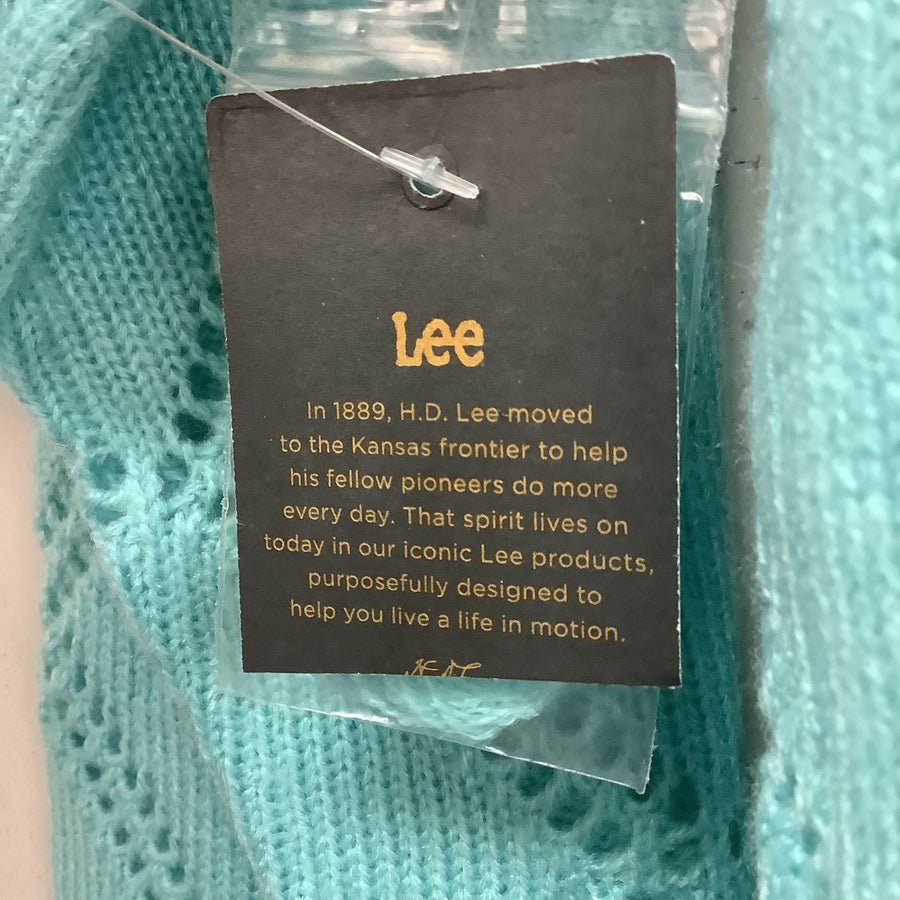 Lee
In 1889, H.D. Lee moved
to the Kansas frontier to help
his fellow pioneers do more
every day. That spirit lives on
today in our iconic Lee products,
purposefully designed to
help you live a life in motion.